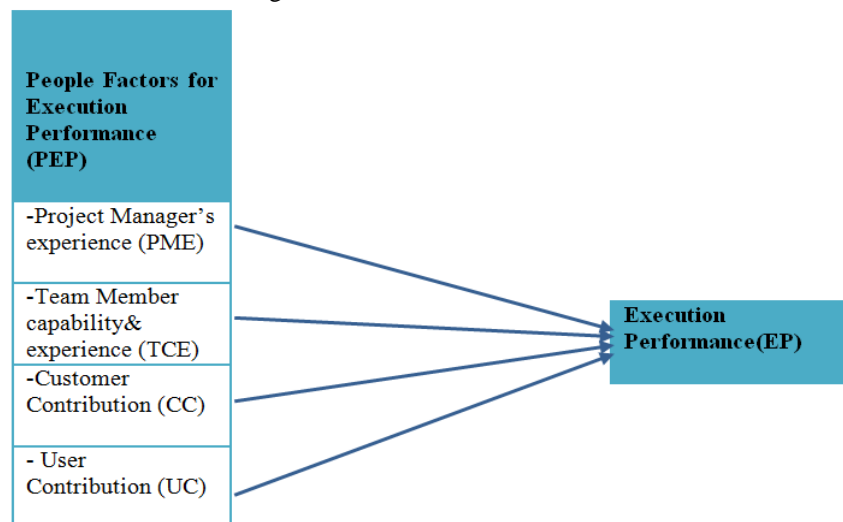 People Factors for
Execution
Performance
(PEP)
-Project Manager’s
experience (PME)
-Team Member
capability&
experience (TCE)
-Customer
Contribution (CC)
- User
Contribution (UC)
Execution
Performance(EP)